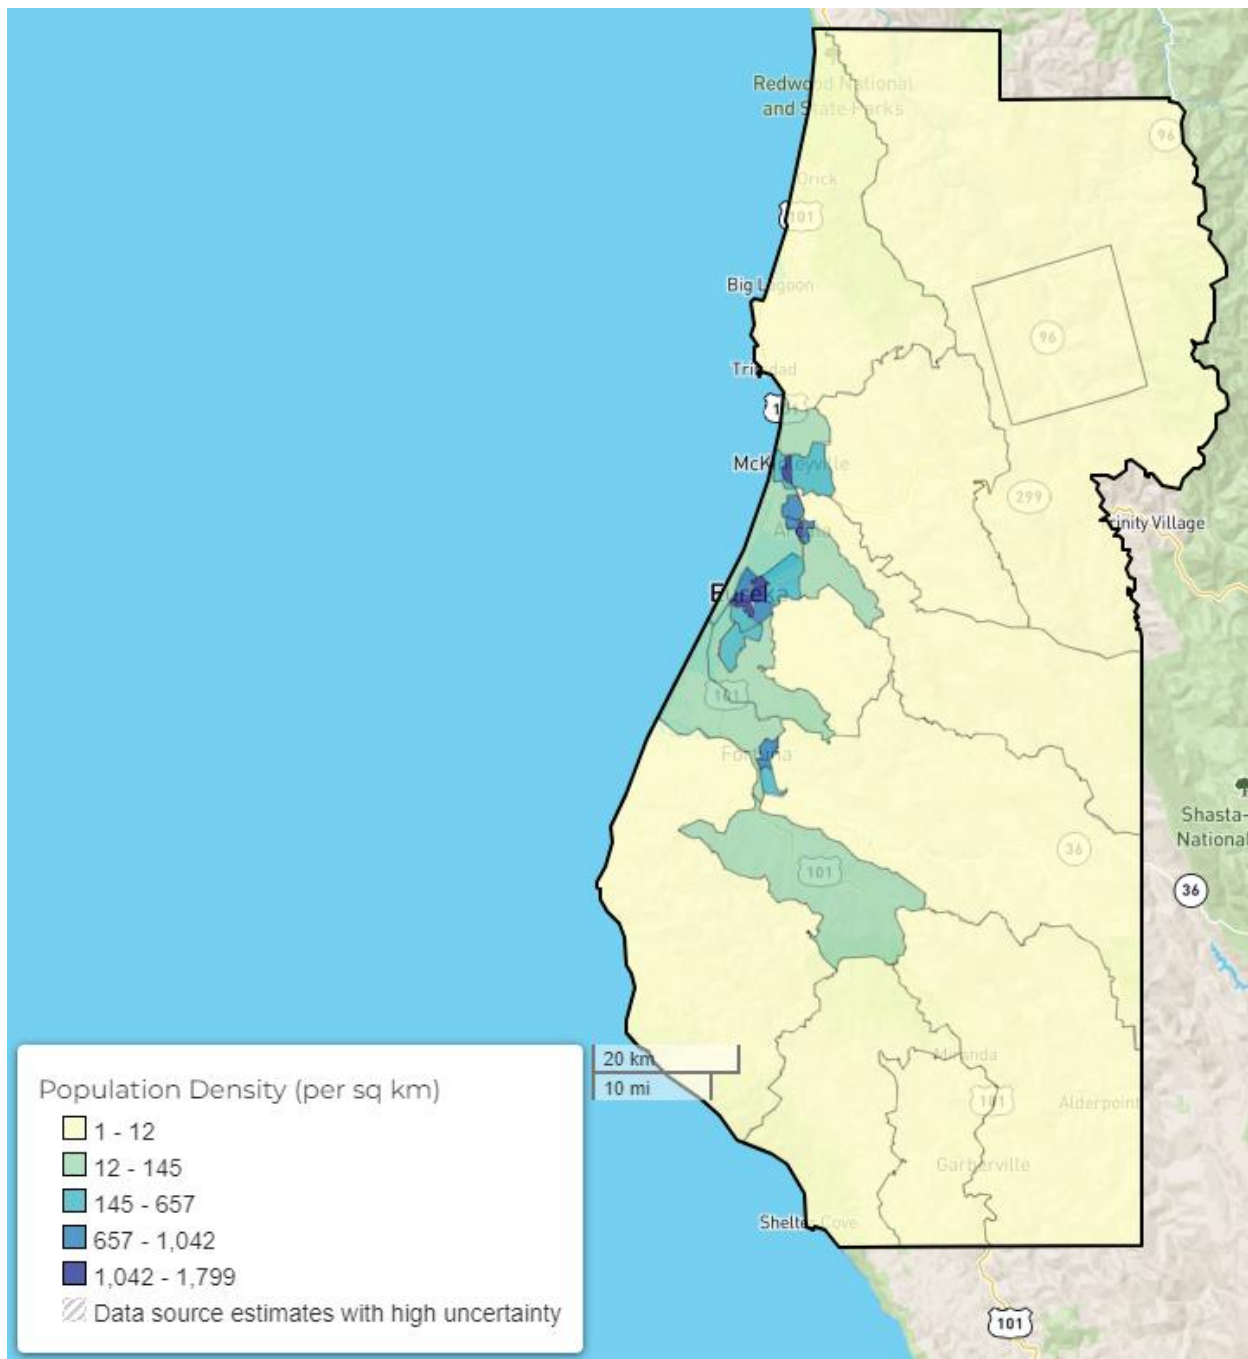 Redwood National
and State Parks
96
Orick
101
Big Lagoon
96
Trinidad
101
McKinleyville
299
Trinity Village
Arcata
Eureka
101
Fortuna
Shasta-
National
36
101
36
20 km
Miranda
10 mi
101
Alderpoint
Garberville
Shelter Cove
101
Population Density (per sq km)
1 - 12
12 - 145
145 - 657
657 - 1,042
1,042 - 1,799
Data source estimates with high uncertainty